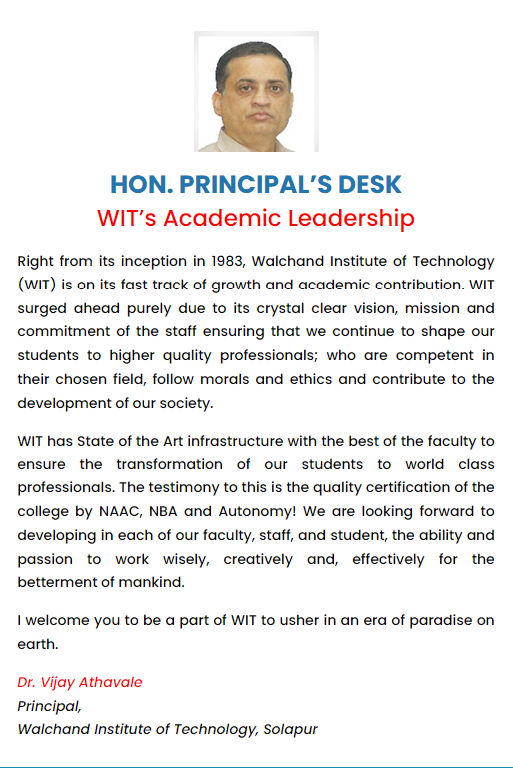 HON. PRINCIPAL’S DESK
WIT’s Academic Leadership
Right from its inception in 1983, Walchand Institute of Technology
(WIT) is on its fast track of growth and academic contribution. WIT
surged ahead purely due to its crystal clear vision, mission and
commitment of the staff ensuring that we continue to shape our
students to higher quality professionals; who are competent in
their chosen field, follow morals and ethics and contribute to the
development of our society.
WIT has State of the Art infrastructure with the best of the faculty to
ensure the transformation of our students to world class
professionals. The testimony to this is the quality certification of the
college by NAAC, NBA and Autonomy! We are looking forward to
developing in each of our faculty, staff, and student, the ability and
passion to work wisely, creatively and, effectively for the
betterment of mankind.
I welcome you to be a part of WIT to usher in an era of paradise on
earth.
Dr. Vijay Athavale
Principal,
Walchand Institute of Technology, Solapur